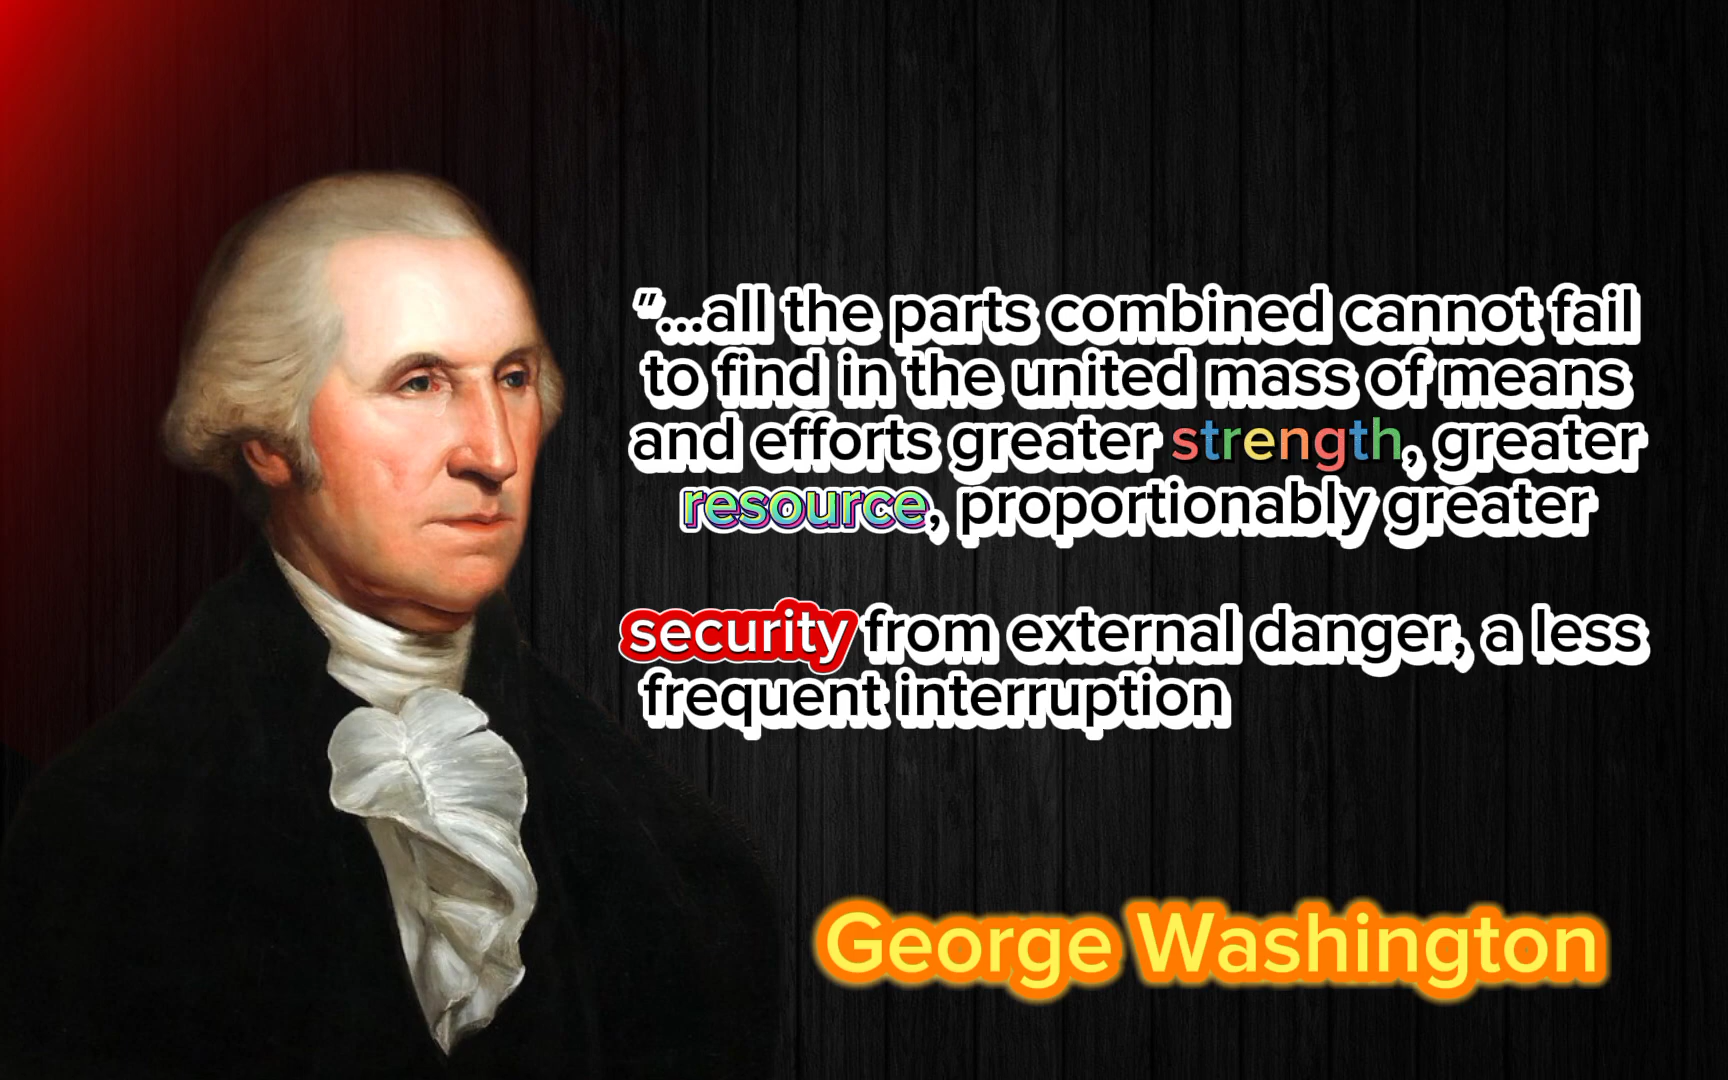 "...all the parts combined cannot fail
to find in the united mass of means
and efforts greater strength, greater
resource, proportionably greater
security from external danger, a less
frequent interruption
George Washington